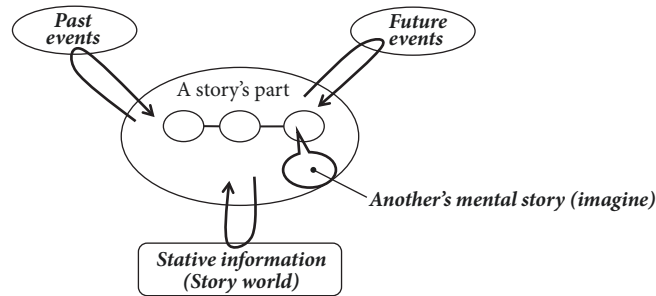 Past
events
Future
events
A story's part
Another's mental story (imagine)
Stative information
(Story world)